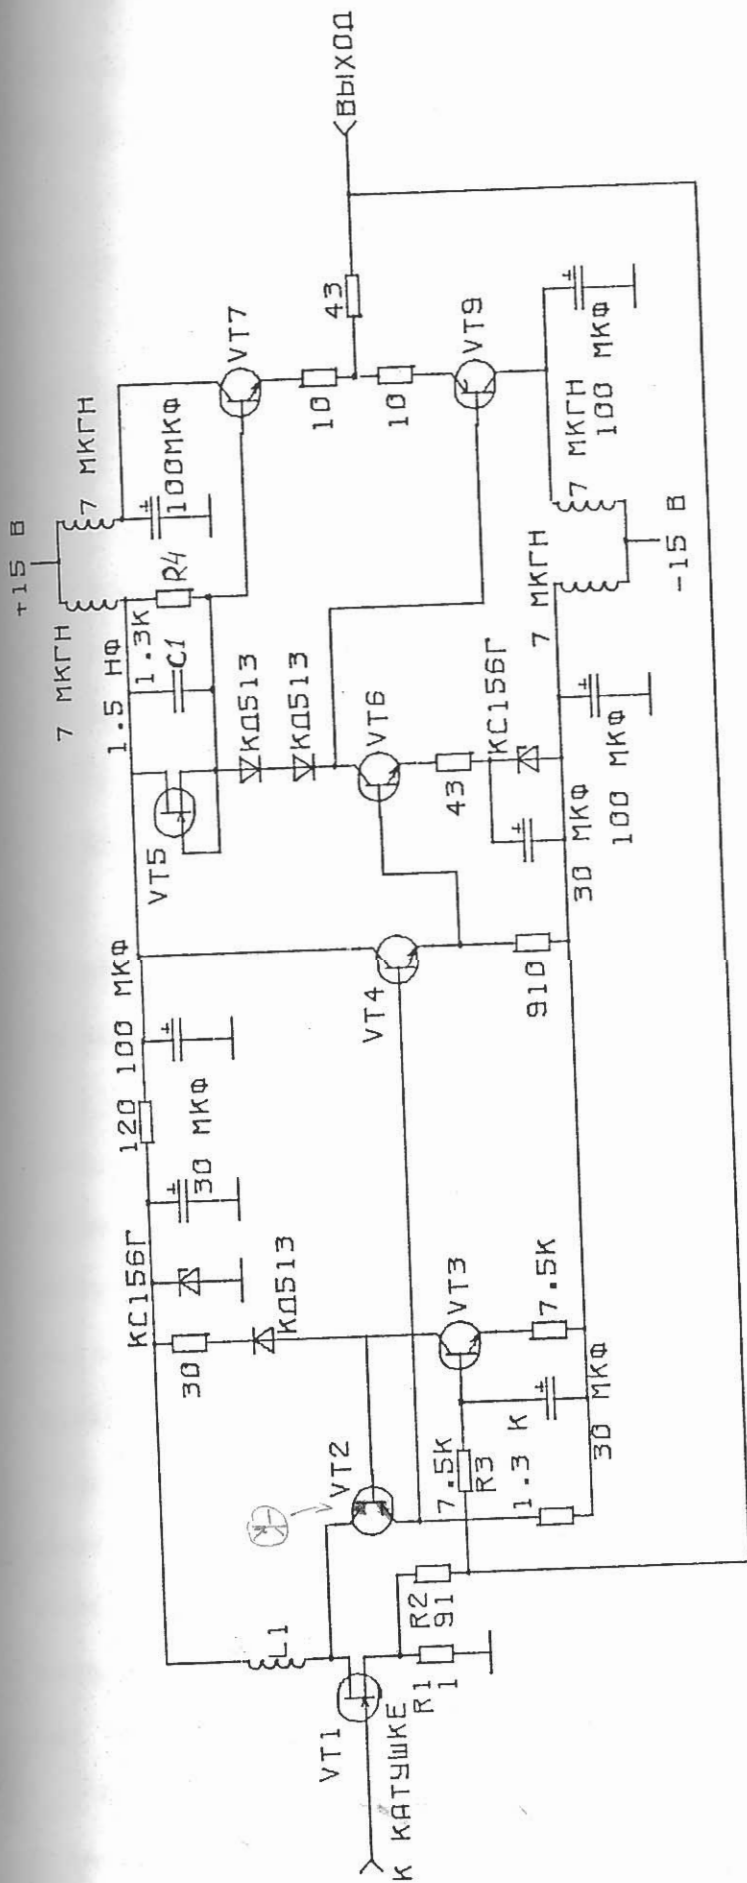 К КАТУШКЕ
VT1
R1
1
R2
91
L1
VT2
7.5К
R3
1.3 К
30 МКФ
VT3
7.5К
30
КД513
КС156Г
30 МКФ
120
100 МКФ
VT4
910
VT5
1.5 НФ
C1
1.3К
R4
КД513
КД513
VT6
43
КС156Г
30 МКФ
100 МКФ
7 МКГН
+15 В
7 МКГН
100МКФ
VT7
10
10
43
ВЫХОД
VT9
7 МКГН
-15 В
7 МКГН
100 МКФ